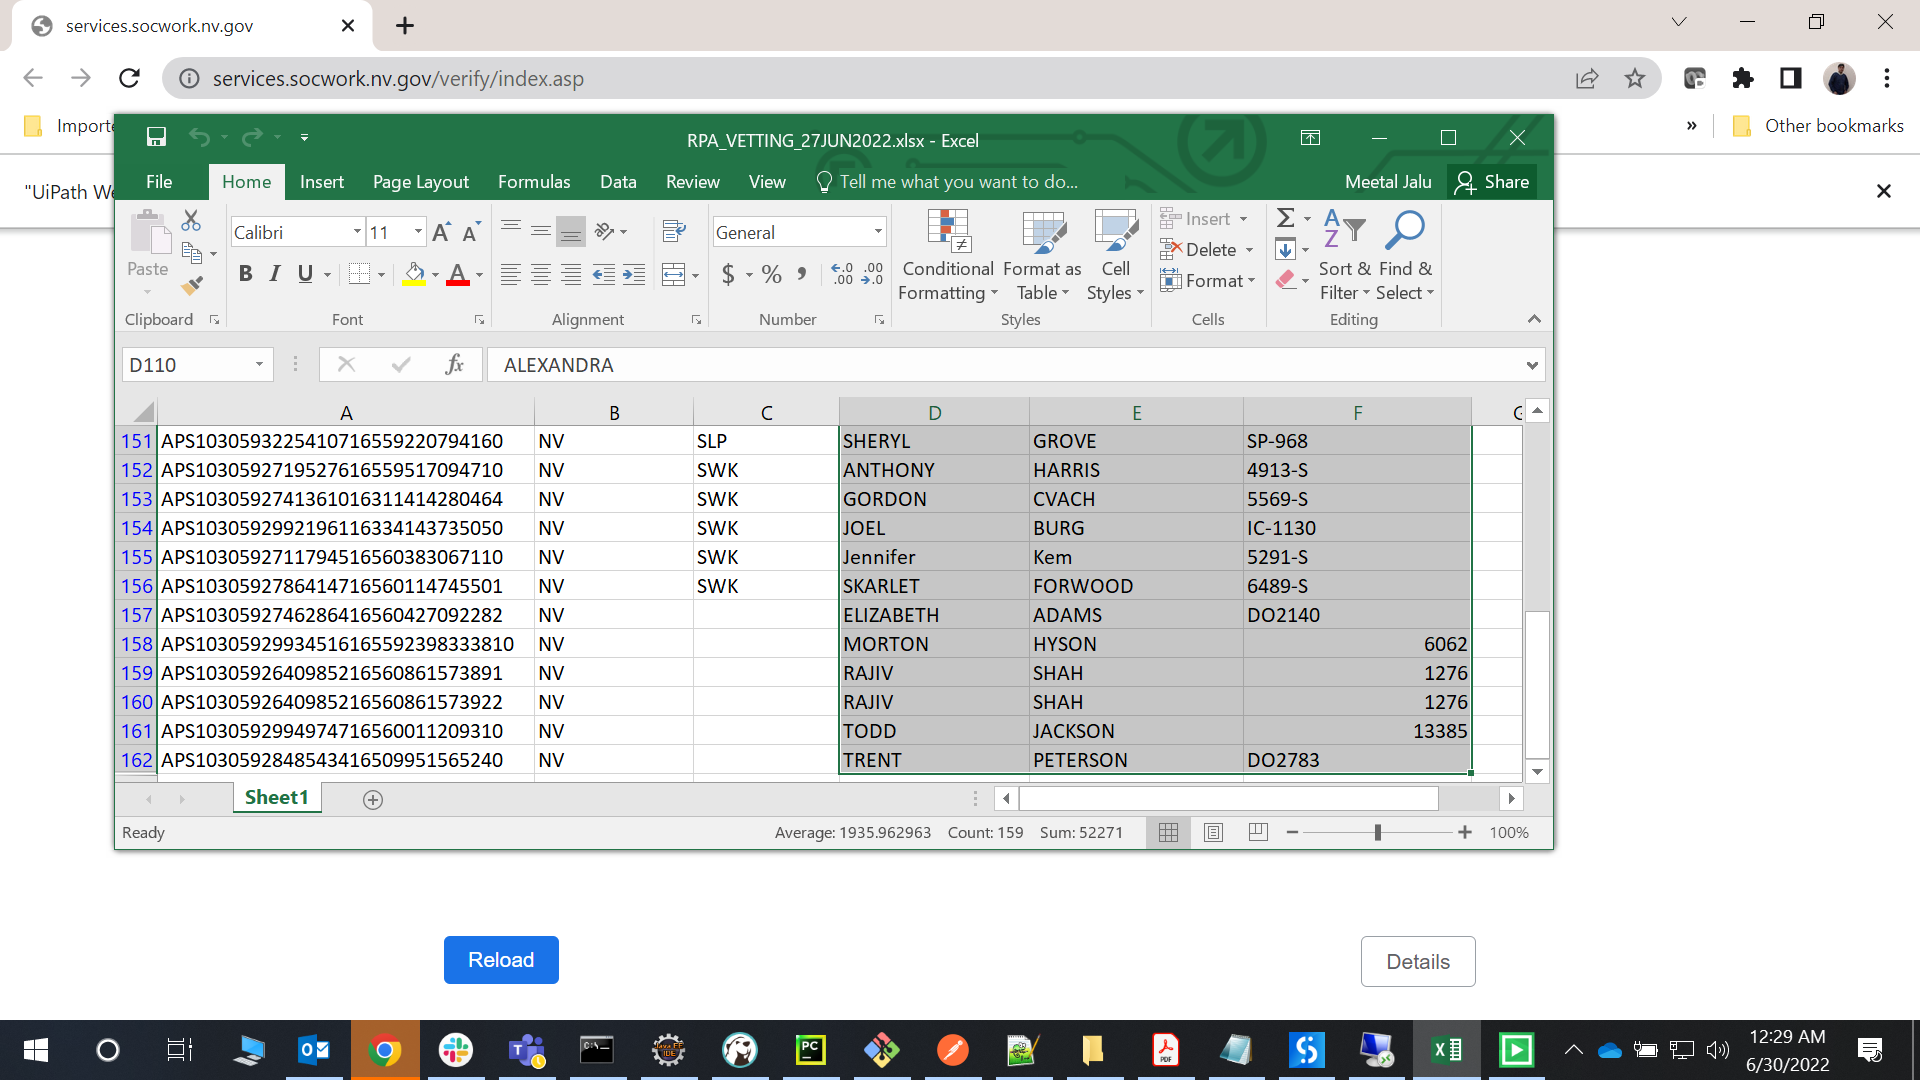 services.socwork.nv.gov
services.socwork.nv.gov/verify/index.asp
Other bookmarks
RPA_VETTING_27JUN2022.xlsx - Excel
File Home Insert Page Layout Formulas Data Review View Tell me what you want to do... Meetal Jalu Share
"UiPath We
Calibri 11 General
Paste
B I U
$ % ,
Conditional Formatting
Format as Table
Cell Styles
Insert
Delete
Format
Sort & Filter
Find & Select
Clipboard Font Alignment Number Styles Cells Editing
D110 fx ALEXANDRA
A B C D E F
151 APS10305932254107165592207​94160 NV SLP SHERYL GROVE SP-968
152 APS1030592719527616559517094710 NV SWK ANTHONY HARRIS 4913-S
153 APS1030592741361016311414280464 NV SWK GORDON CVACH 5569-S
154 APS1030592992196116334143735050 NV SWK JOEL BURG IC-1130
155 APS1030592711794516560383067110 NV SWK Jennifer Kem 5291-S
156 APS1030592786414716560114745501 NV SWK SKARLET FORWOOD 6489-S
157 APS1030592746286416560427092282 NV ELIZABETH ADAMS DO2140
158 APS10305929934516165592398333810 NV MORTON HYSON 6062
159 APS1030592640985216560861573891 NV RAJIV SHAH 1276
160 APS1030592640985216560861573922 NV RAJIV SHAH 1276
161 APS1030592994974716560011209310 NV TODD JACKSON 13385
162 APS1030592848543416509951565240 NV TRENT PETERSON DO2783
Sheet1
Ready Average: 1935.962963 Count: 159 Sum: 52271 100%
Reload Details
12:29 AM
6/30/2022